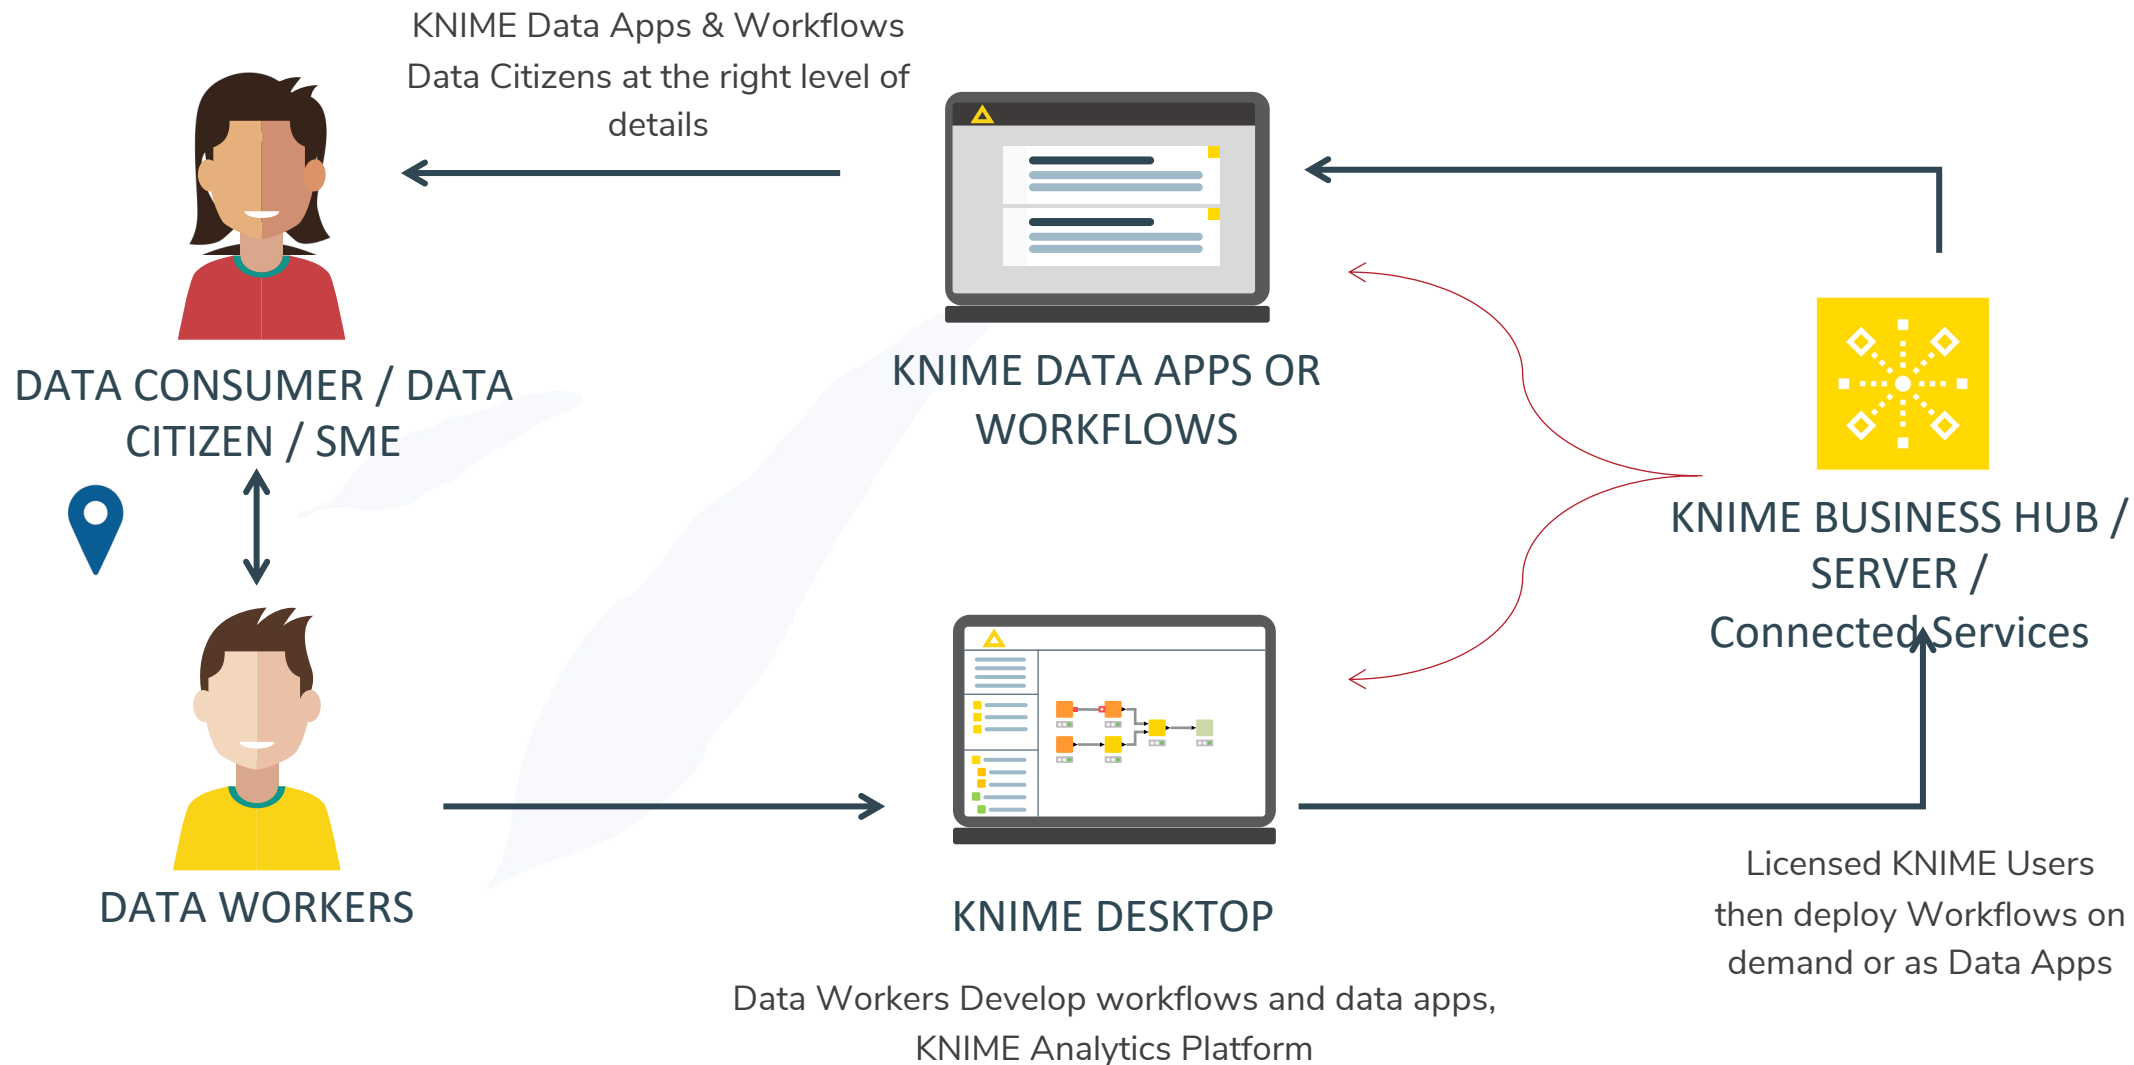 KNIME Data Apps & Workflows
Data Citizens at the right level of
details
DATA CONSUMER / DATA
CITIZEN / SME
KNIME DATA APPS OR
WORKFLOWS
KNIME BUSINESS HUB /
SERVER /
Connected Services
DATA WORKERS
KNIME DESKTOP
Licensed KNIME Users
then deploy Workflows on
demand or as Data Apps
Data Workers Develop workflows and data apps,
KNIME Analytics Platform